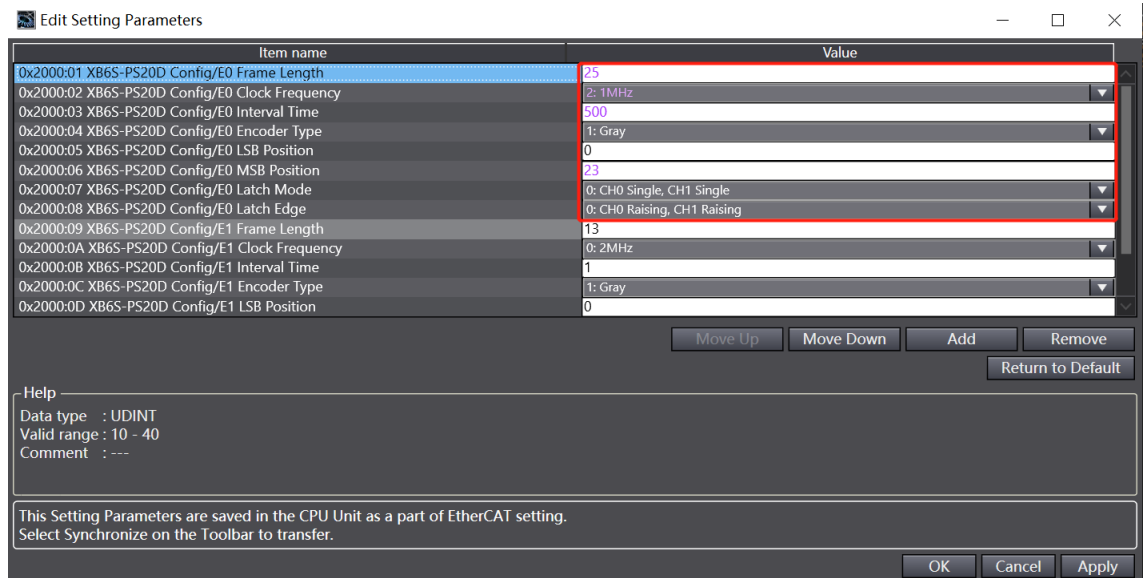 Edit Setting Parameters
Item name Value
0x2000:01 XB6S-PS20D Config/E0 Frame Length 25
0x2000:02 XB6S-PS20D Config/E0 Clock Frequency 2: 1MHz
0x2000:03 XB6S-PS20D Config/E0 Interval Time 500
0x2000:04 XB6S-PS20D Config/E0 Encoder Type 1: Gray
0x2000:05 XB6S-PS20D Config/E0 LSB Position 0
0x2000:06 XB6S-PS20D Config/E0 MSB Position 23
0x2000:07 XB6S-PS20D Config/E0 Latch Mode 0: CH0 Single, CH1 Single
0x2000:08 XB6S-PS20D Config/E0 Latch Edge 0: CH0 Raising, CH1 Raising
0x2000:09 XB6S-PS20D Config/E1 Frame Length 13
0x2000:0A XB6S-PS20D Config/E1 Clock Frequency 0: 2MHz
0x2000:0B XB6S-PS20D Config/E1 Interval Time 1
0x2000:0C XB6S-PS20D Config/E1 Encoder Type 1: Gray
0x2000:0D XB6S-PS20D Config/E1 LSB Position 0
Move Up Move Down Add Remove
Return to Default
Help
Data type : UDINT
Valid range : 10 - 40
Comment : ---
This Setting Parameters are saved in the CPU Unit as a part of EtherCAT setting.
Select Synchronize on the Toolbar to transfer.
OK Cancel Apply